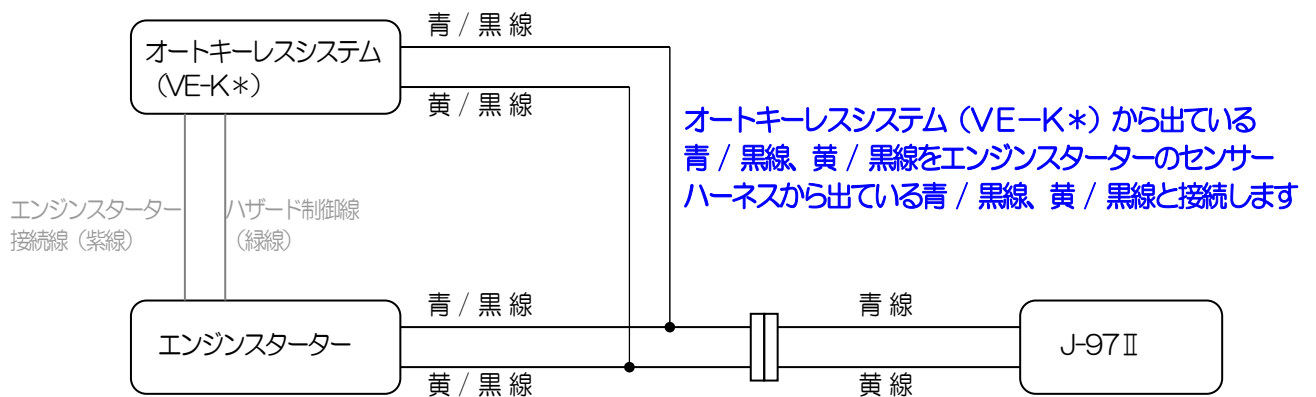 青 / 黒 線
オートキーレスシステム
（VE-K＊）
黄 / 黒 線
オートキーレスシステム（VE－K＊）から出ている
青 / 黒線、黄 / 黒線をエンジンスターターのセンサー
ハーネスから出ている青 / 黒線、黄 / 黒線と接続します
エンジンスターター
接続線（紫線）
ハザード制御線
（緑線）
青 / 黒 線
青 線
エンジンスターター
J-97Ⅱ
黄 / 黒 線
黄 線